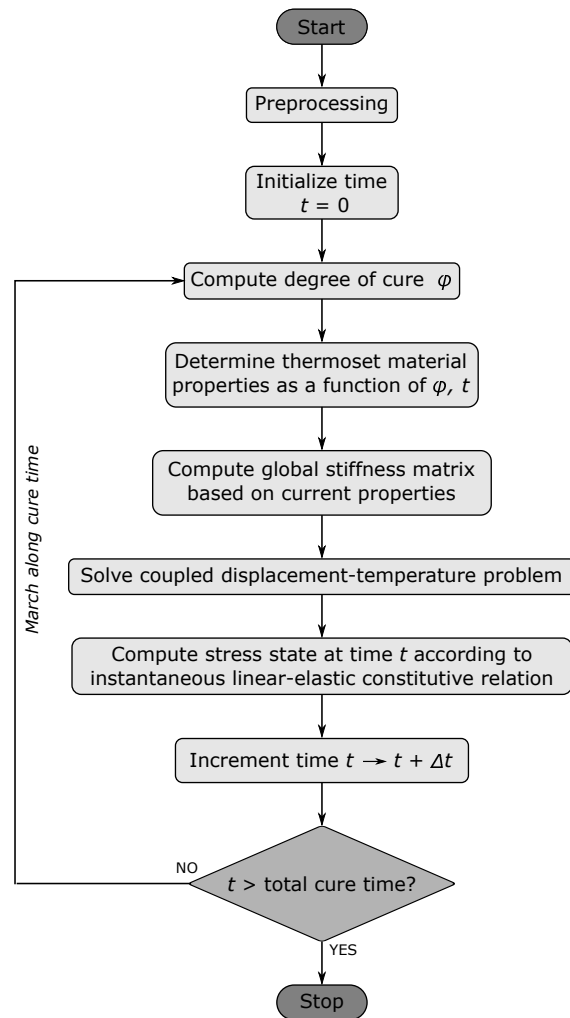 Start
Preprocessing
Initialize time
t = 0
Compute degree of cure φ
Determine thermoset material
properties as a function of φ, t
Compute global stiffness matrix
based on current properties
Solve coupled displacement-temperature problem
Compute stress state at time t according to
instantaneous linear-elastic constitutive relation
Increment time t → t + Δt
t > total cure time?
NO
YES
Stop
March along cure time